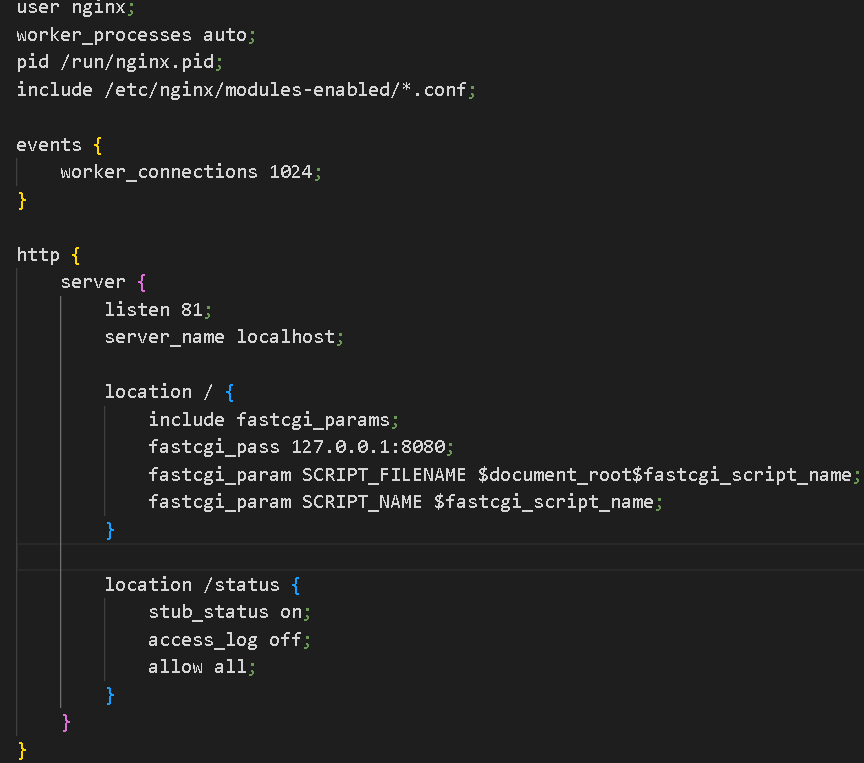 user nginx;
worker_processes auto;
pid /run/nginx.pid;
include /etc/nginx/modules-enabled/*.conf;
events {
worker_connections 1024;
}
http {
server {
listen 81;
server_name localhost;
location / {
include fastcgi_params;
fastcgi_pass 127.0.0.1:8080;
fastcgi_param SCRIPT_FILENAME $document_root$fastcgi_script_name;
fastcgi_param SCRIPT_NAME $fastcgi_script_name;
}
location /status {
stub_status on;
access_log off;
allow all;
}
}
}